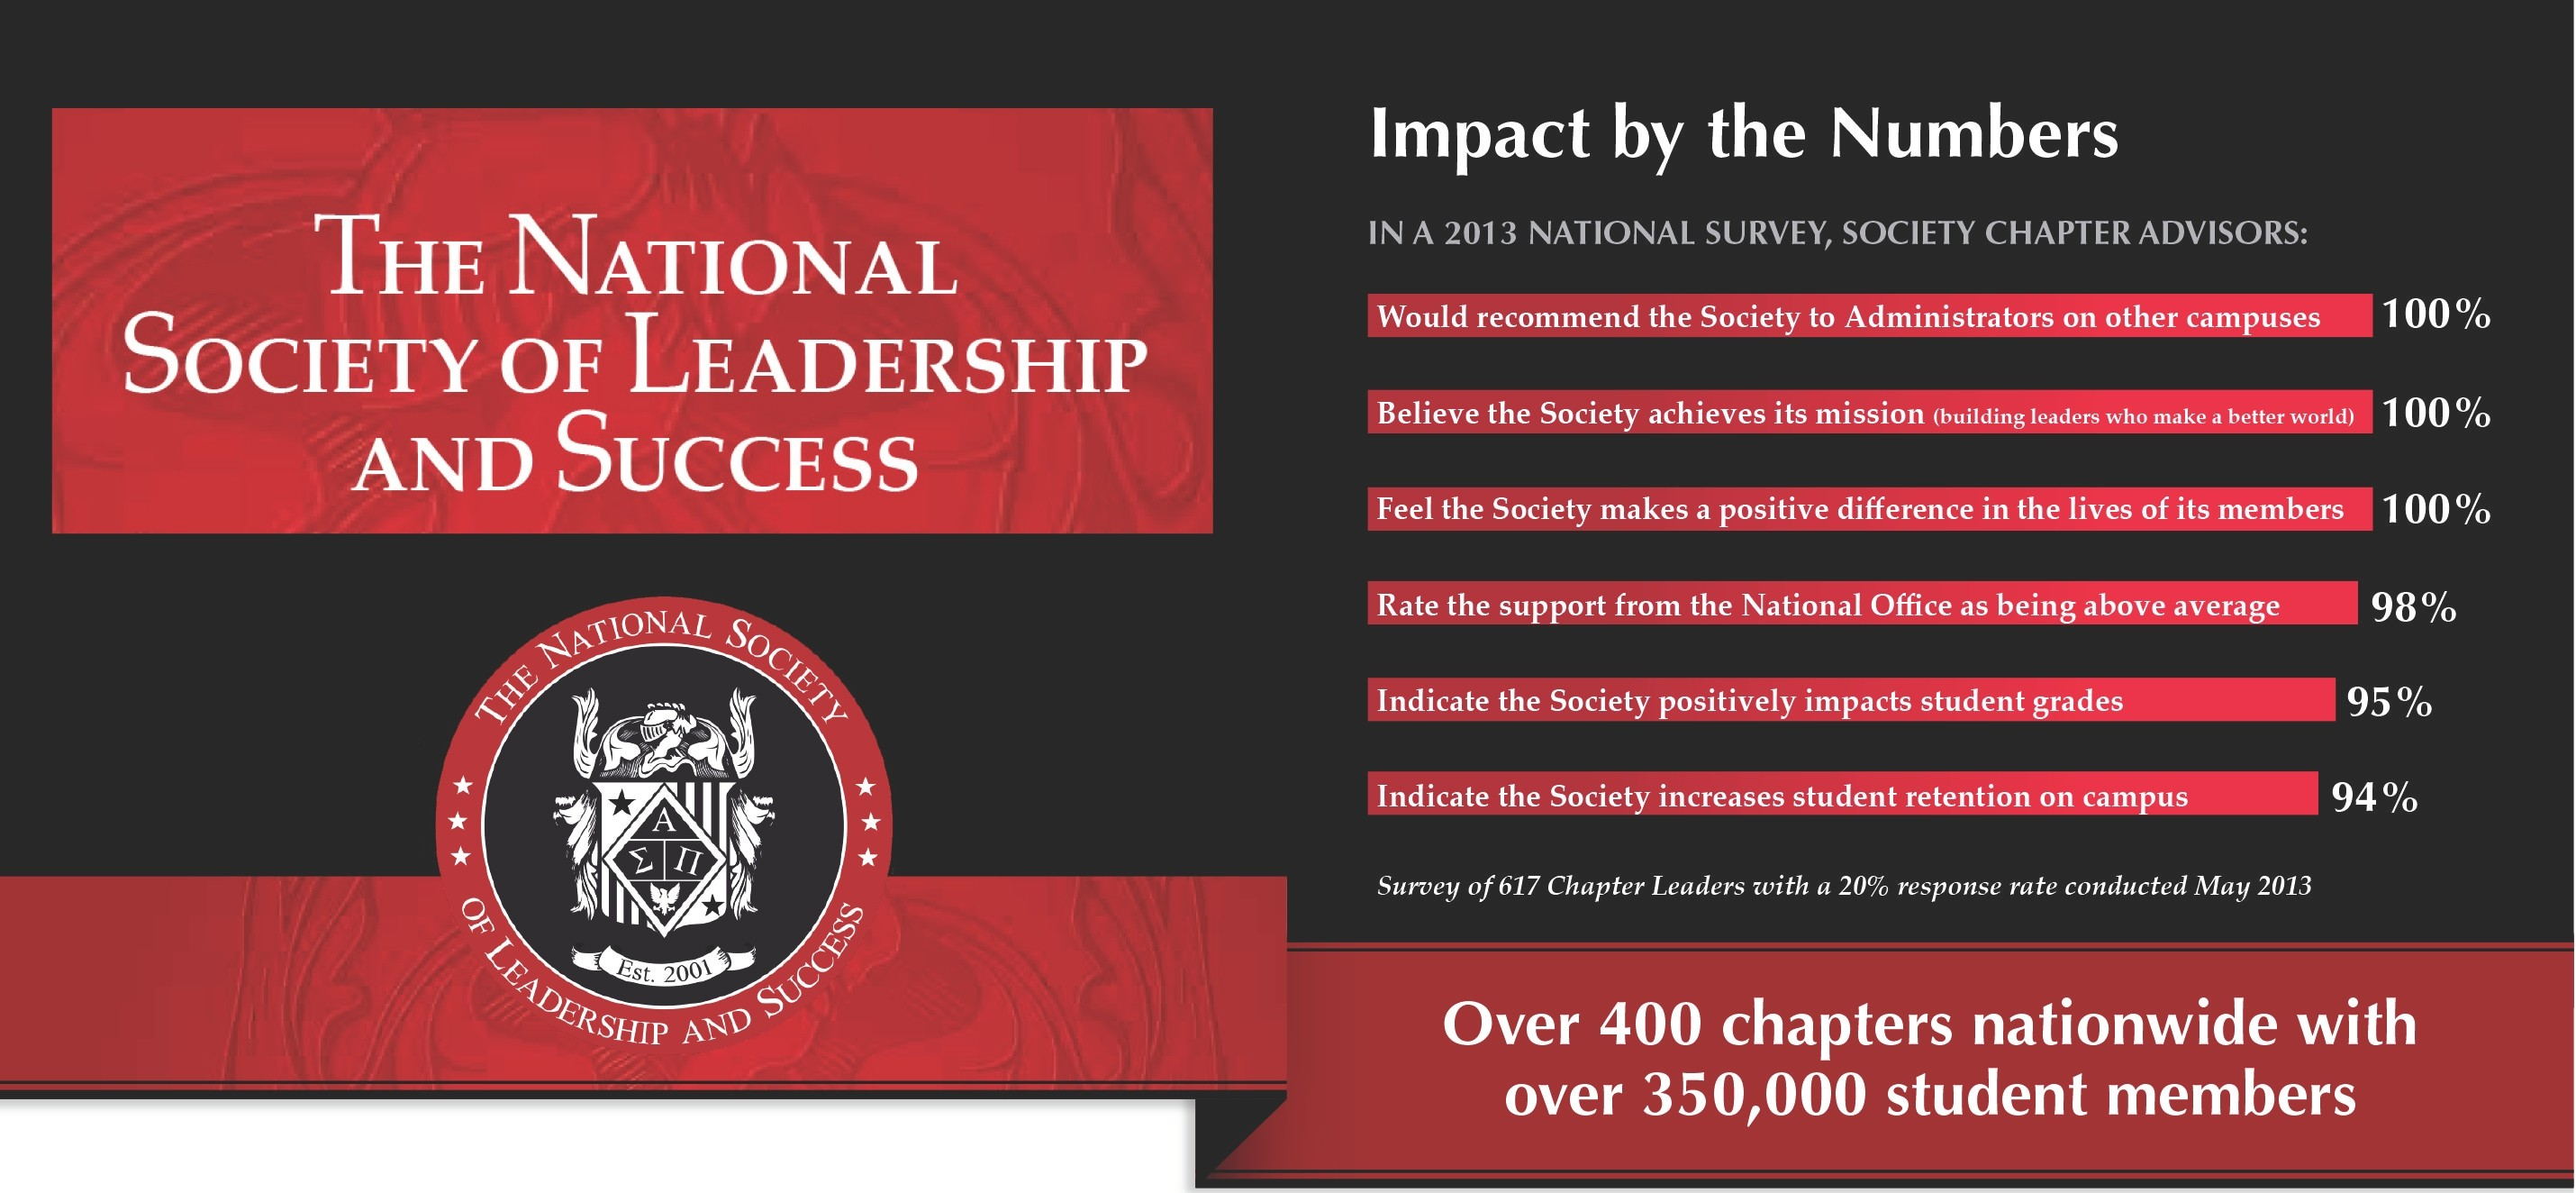 The National
Society of Leadership
and Success
The National Society
of Leadership and Success
Α
Σ Π
Est. 2001
Impact by the Numbers
IN A 2013 NATIONAL SURVEY, SOCIETY CHAPTER ADVISORS:
Would recommend the Society to Administrators on other campuses 100%
Believe the Society achieves its mission (building leaders who make a better world) 100%
Feel the Society makes a positive difference in the lives of its members 100%
Rate the support from the National Office as being above average 98%
Indicate the Society positively impacts student grades 95%
Indicate the Society increases student retention on campus 94%
Survey of 617 Chapter Leaders with a 20% response rate conducted May 2013
Over 400 chapters nationwide with
over 350,000 student members